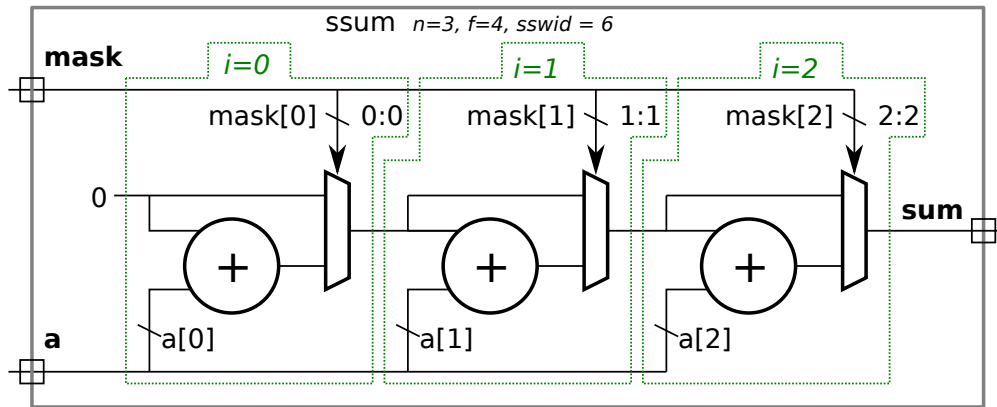 ssum n=3, f=4, sswid = 6
mask
i=0 i=1 i=2
mask[0] 0:0 mask[1] 1:1 mask[2] 2:2
0
sum
+ + +
a a[0] a[1] a[2]